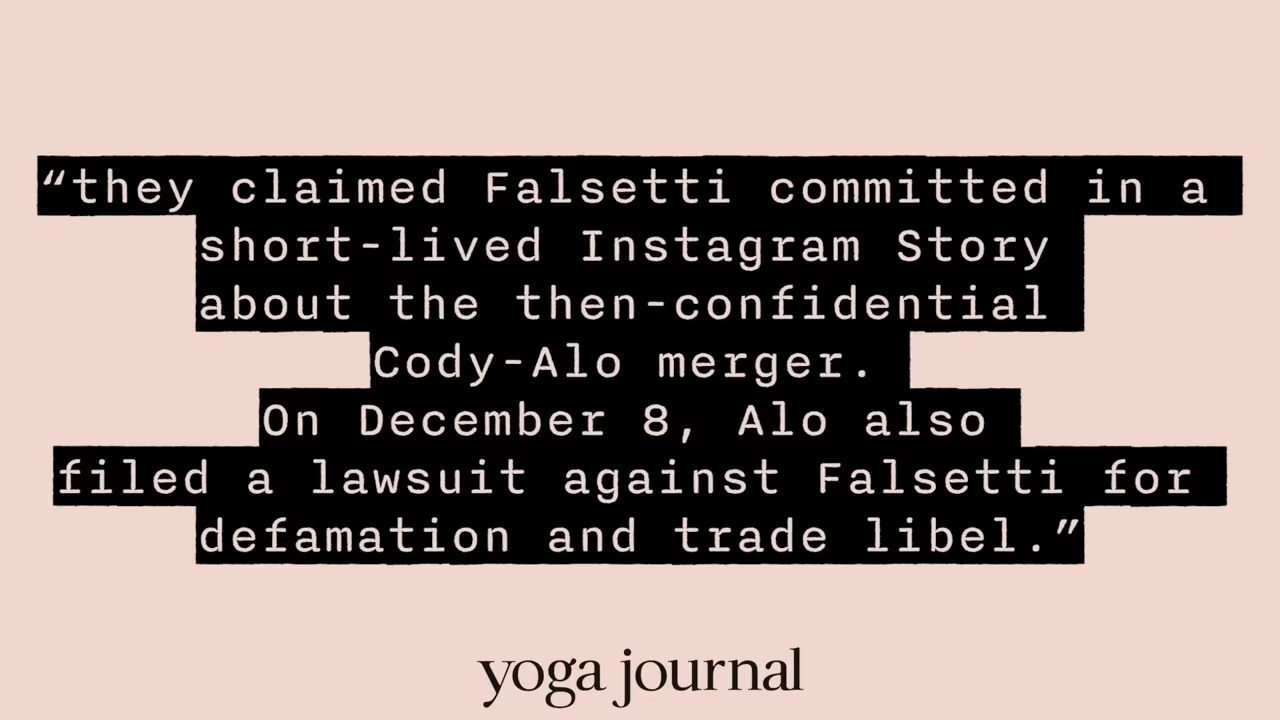 “they claimed Falsetti committed in a
short-lived Instagram Story
about the then-confidential
Cody-Alo merger.
On December 8, Alo also
filed a lawsuit against Falsetti for
defamation and trade libel.”
yoga journal